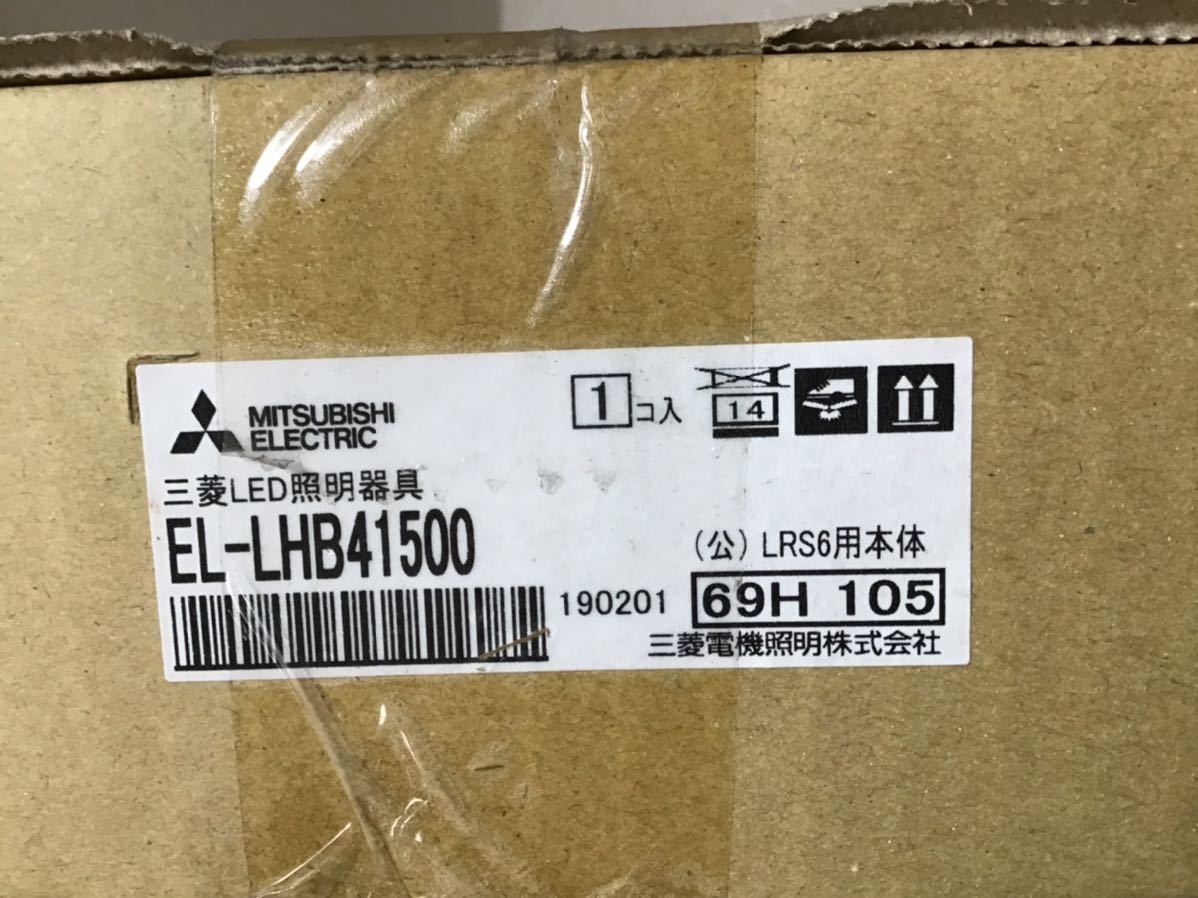 MITSUBISHI
ELECTRIC
1 コ入
14
三菱LED照明器具
EL-LHB41500
(公) LRS6用本体
190201
69H 105
三菱電機照明株式会社